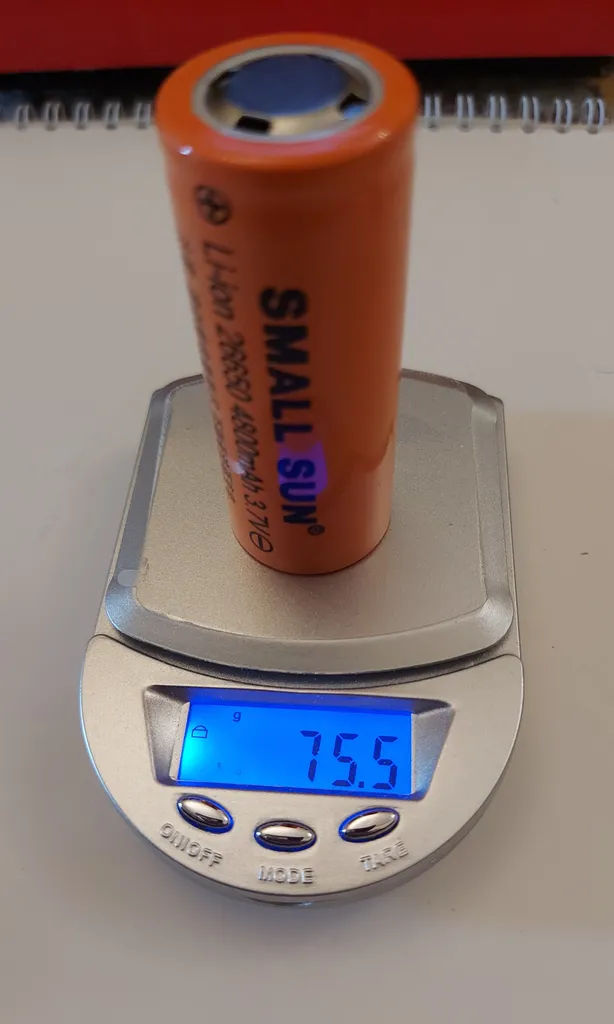 SMALL SUN®
⊕ Li-ion 26650 4800mAh 3.7V⊖
g
75.5
ON/OFF
MODE
TARE